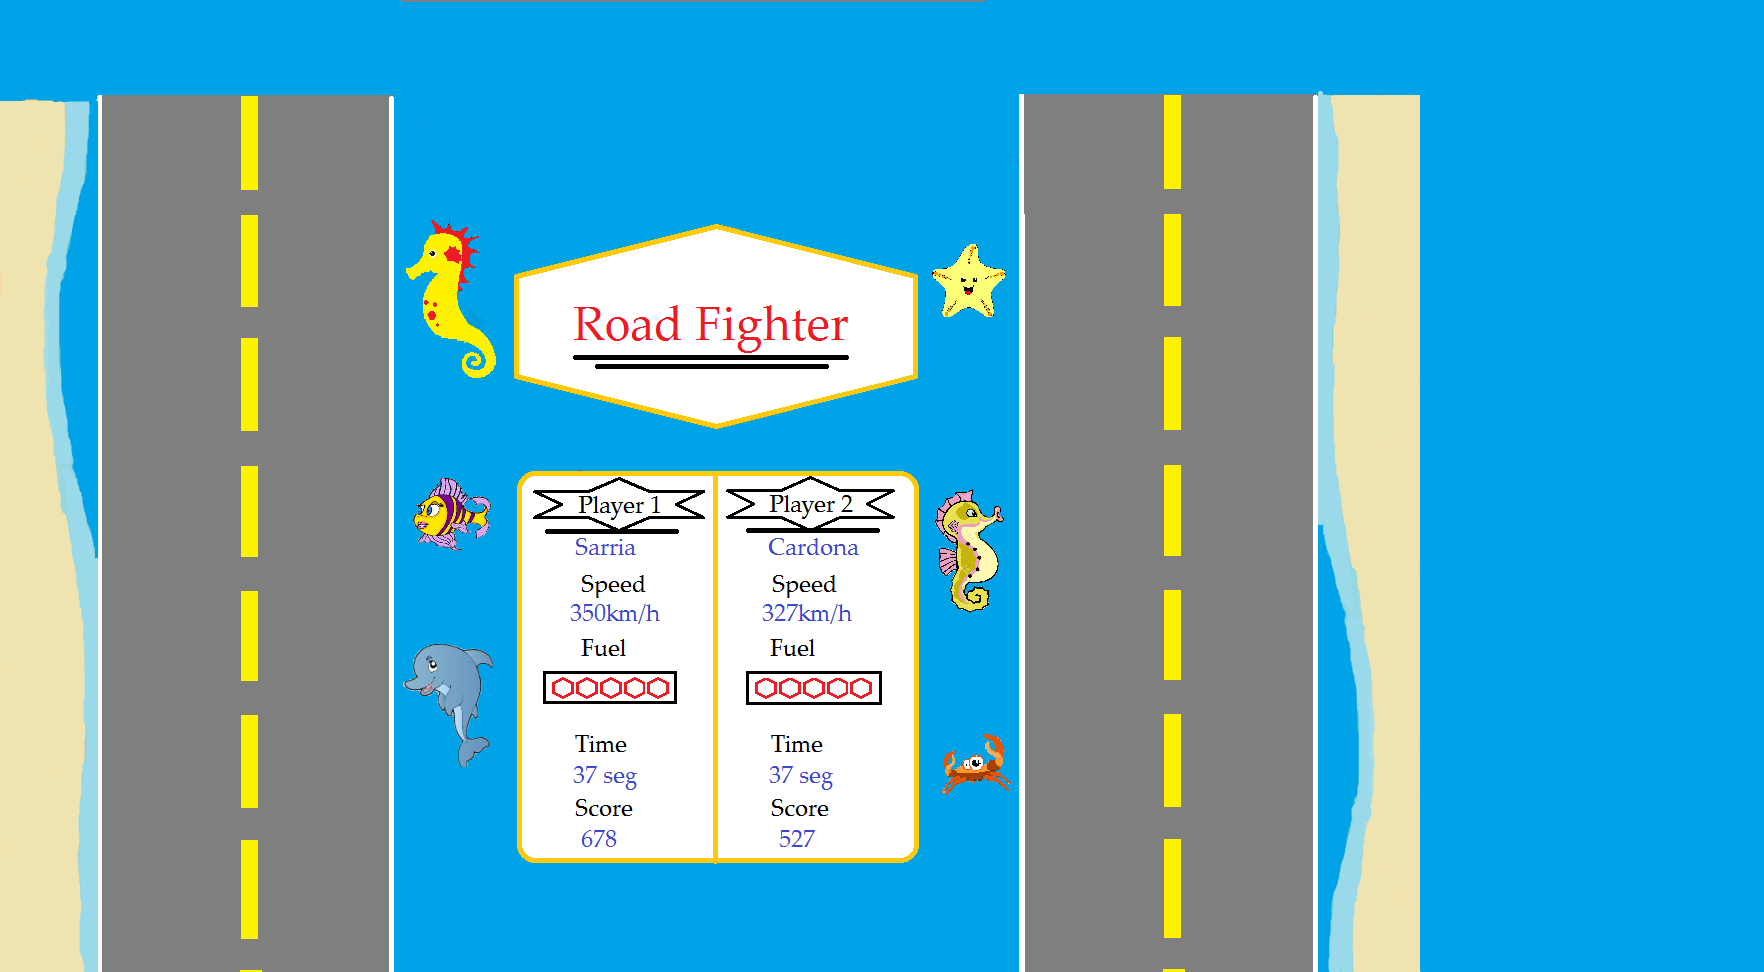 Road Fighter
Player 1
Sarria
Speed
350km/h
Fuel
Time
37 seg
Score
678
Player 2
Cardona
Speed
327km/h
Fuel
Time
37 seg
Score
527